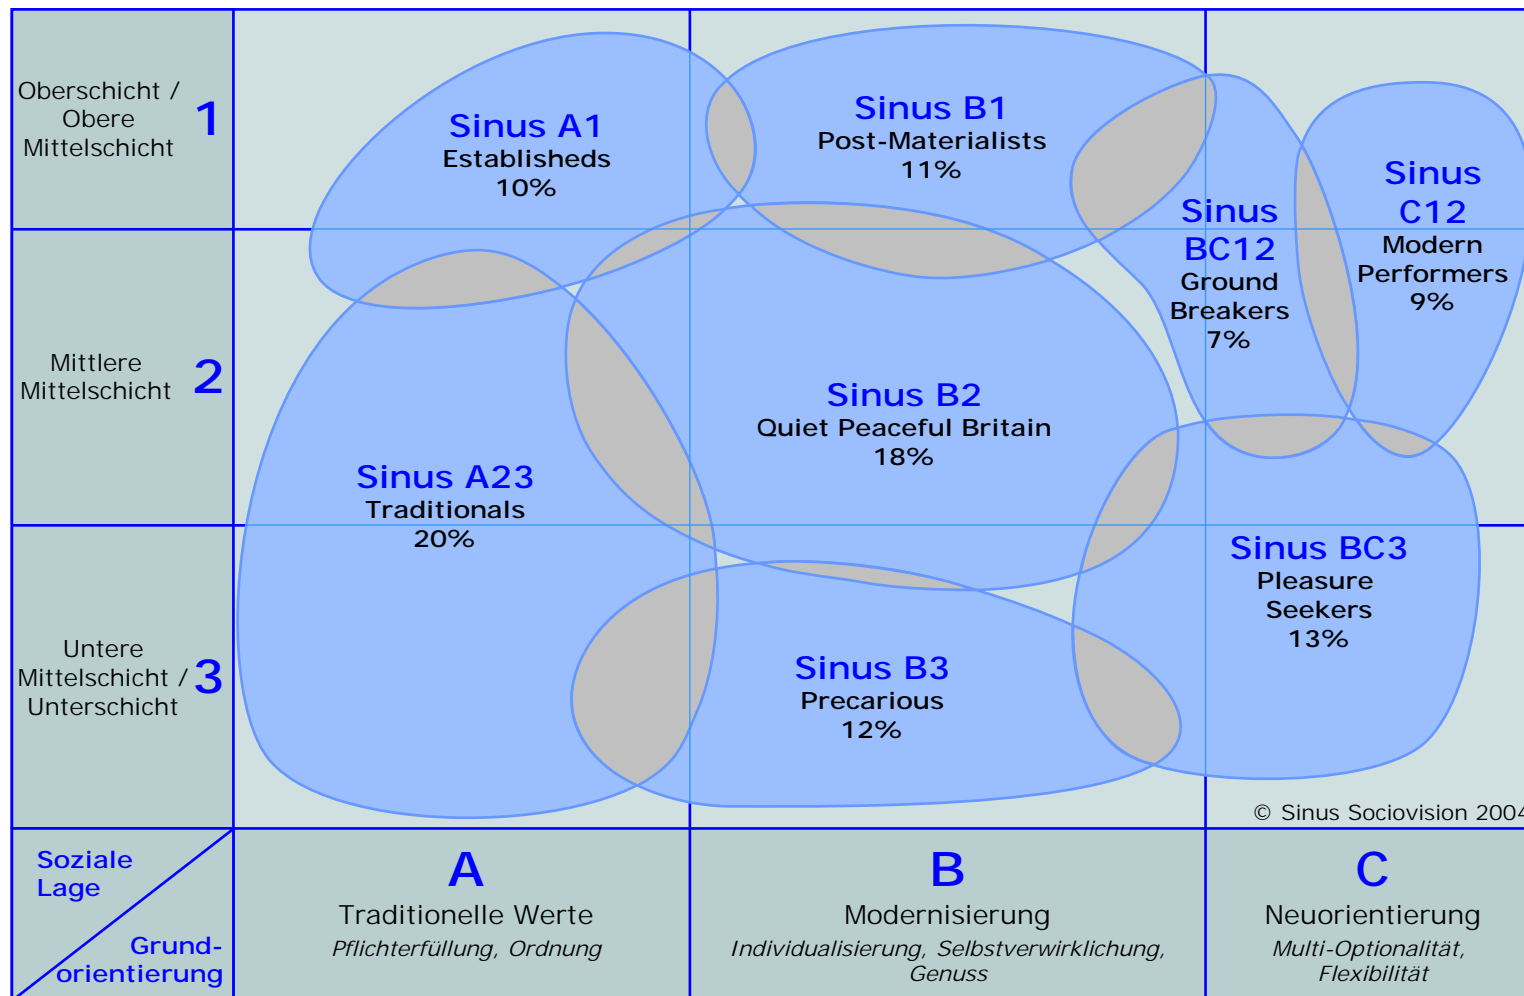 Oberschicht /
Obere
Mittelschicht
1
Sinus A1
Establisheds
10%
Sinus B1
Post-Materialists
11%
Sinus
BC12
Ground
Breakers
7%
Sinus
C12
Modern
Performers
9%
Mittlere
Mittelschicht
2
Sinus A23
Traditionals
20%
Sinus B2
Quiet Peaceful Britain
18%
Untere
Mittelschicht /
Unterschicht
3
Sinus B3
Precarious
12%
Sinus BC3
Pleasure
Seekers
13%
© Sinus Sociovision 2004
Soziale
Lage
Grund-
orientierung
A
Traditionelle Werte
Pflichterfüllung, Ordnung
B
Modernisierung
Individualisierung, Selbstverwirklichung,
Genuss
C
Neuorientierung
Multi-Optionalität,
Flexibilität